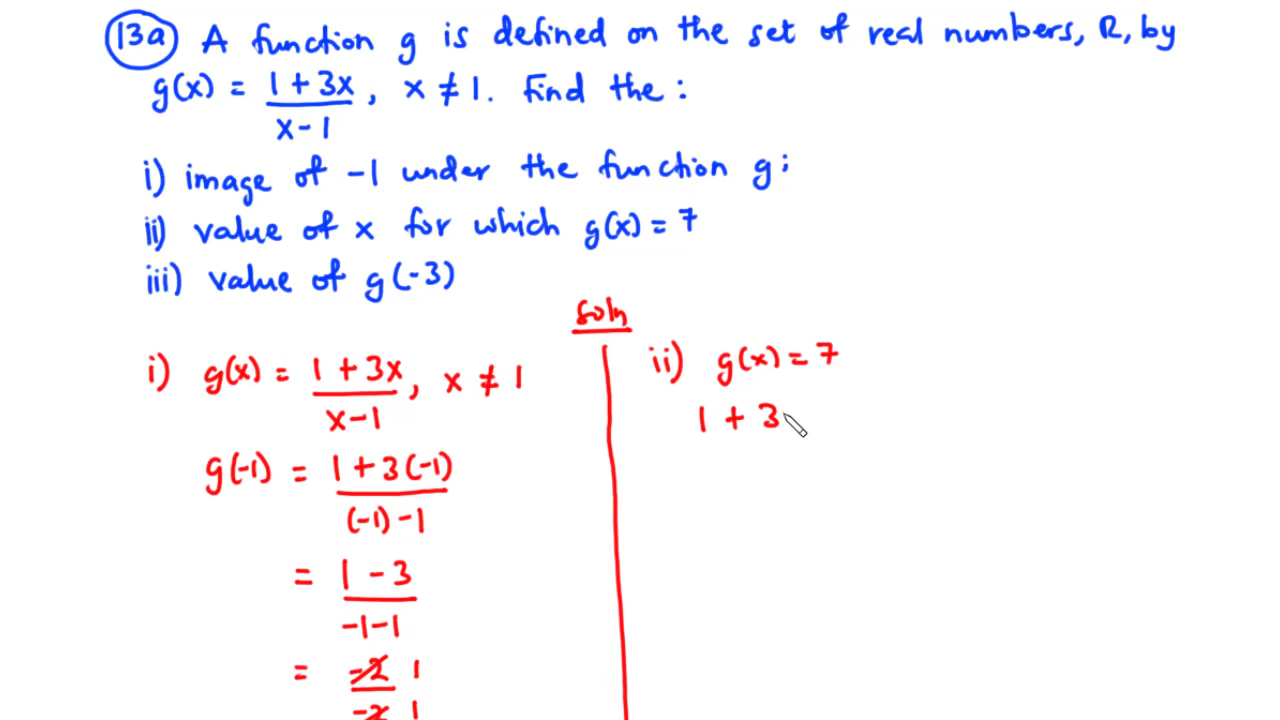 13a A function g is defined on the set of real numbers, R, by
g(x) = 1 + 3x / x - 1, x ≠ 1. Find the :
i) image of -1 under the function g;
ii) value of x for which g(x) = 7
iii) value of g(-3)
Soln
i) g(x) = 1 + 3x / x - 1, x ≠ 1
g(-1) = 1 + 3(-1) / (-1) - 1
= 1 - 3 / -1 - 1
= -2 1 / -2 1
ii) g(x) = 7
1 + 3